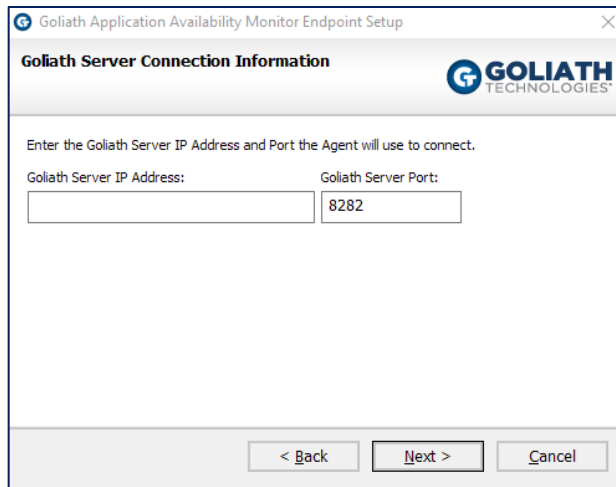 Goliath Application Availability Monitor Endpoint Setup
Goliath Server Connection Information
GOLIATH
TECHNOLOGIES
Enter the Goliath Server IP Address and Port the Agent will use to connect.
Goliath Server IP Address: Goliath Server Port:
8282
< Back Next > Cancel